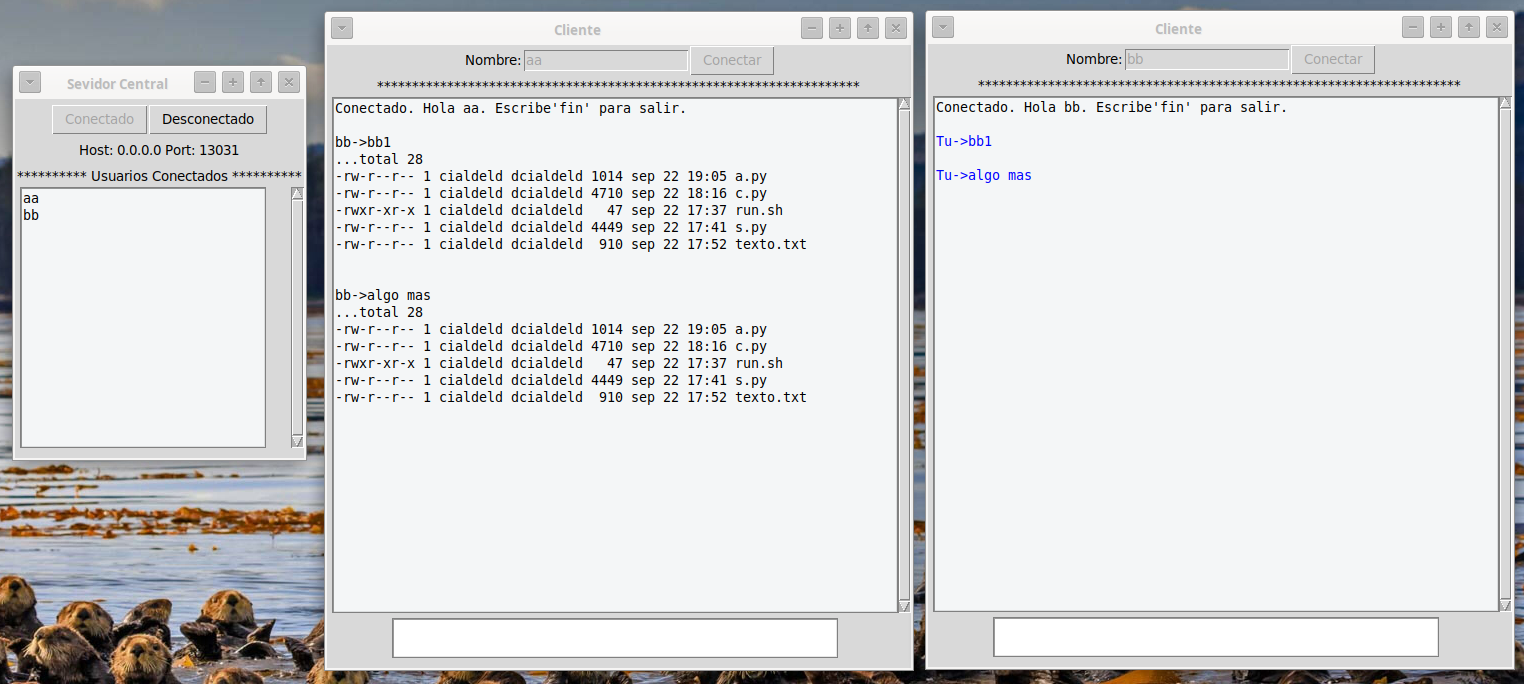 Sevidor Central
Conectado Desconectado
Host: 0.0.0.0 Port: 13031
********** Usuarios Conectados **********
aa
bb
Cliente
Nombre: aa Conectar
*********************************************************************
Conectado. Hola aa. Escribe'fin' para salir.
bb->bb1
...total 28
-rw-r--r-- 1 cialdeld dcialdeld 1014 sep 22 19:05 a.py
-rw-r--r-- 1 cialdeld dcialdeld 4710 sep 22 18:16 c.py
-rwxr-xr-x 1 cialdeld dcialdeld   47 sep 22 17:37 run.sh
-rw-r--r-- 1 cialdeld dcialdeld 4449 sep 22 17:41 s.py
-rw-r--r-- 1 cialdeld dcialdeld  910 sep 22 17:52 texto.txt
bb->algo mas
...total 28
-rw-r--r-- 1 cialdeld dcialdeld 1014 sep 22 19:05 a.py
-rw-r--r-- 1 cialdeld dcialdeld 4710 sep 22 18:16 c.py
-rwxr-xr-x 1 cialdeld dcialdeld   47 sep 22 17:37 run.sh
-rw-r--r-- 1 cialdeld dcialdeld 4449 sep 22 17:41 s.py
-rw-r--r-- 1 cialdeld dcialdeld  910 sep 22 17:52 texto.txt
Cliente
Nombre: bb Conectar
*********************************************************************
Conectado. Hola bb. Escribe'fin' para salir.
Tu->bb1
Tu->algo mas